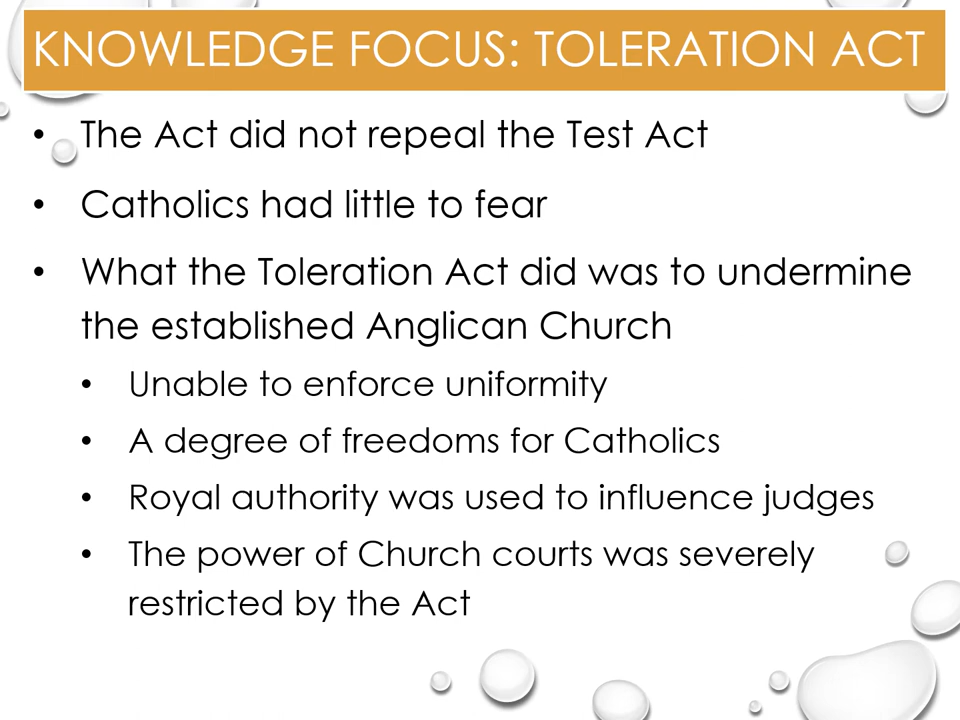 KNOWLEDGE FOCUS: TOLERATION ACT
• The Act did not repeal the Test Act
• Catholics had little to fear
• What the Toleration Act did was to undermine
the established Anglican Church
• Unable to enforce uniformity
• A degree of freedoms for Catholics
• Royal authority was used to influence judges
• The power of Church courts was severely
restricted by the Act